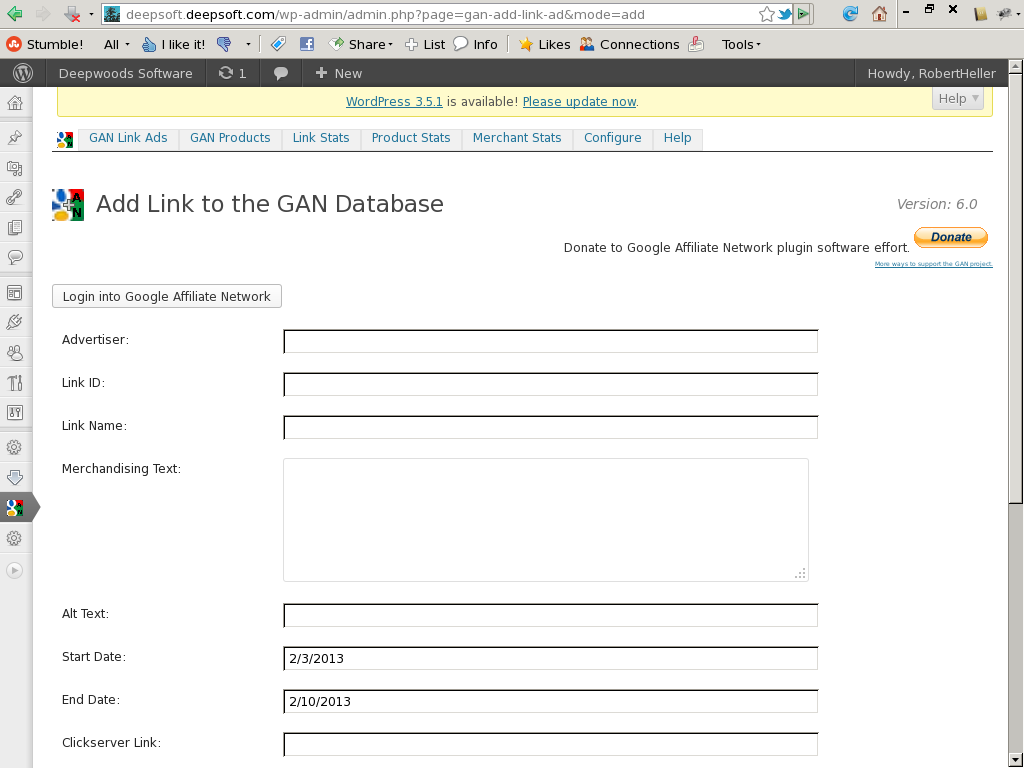 deepsoft.deepsoft.com/wp-admin/admin.php?page=gan-add-link-ad&mode=add
Stumble! All I like it! Share List Info Likes Connections Tools
Deepwoods Software 1 New Howdy, RobertHeller
WordPress 3.5.1 is available! Please update now. Help
GAN Link Ads GAN Products Link Stats Product Stats Merchant Stats Configure Help
Add Link to the GAN Database
Version: 6.0
Donate to Google Affiliate Network plugin software effort. Donate
More ways to support the GAN project.
Login into Google Affiliate Network
Advertiser:
Link ID:
Link Name:
Merchandising Text:
Alt Text:
Start Date: 2/3/2013
End Date: 2/10/2013
Clickserver Link: